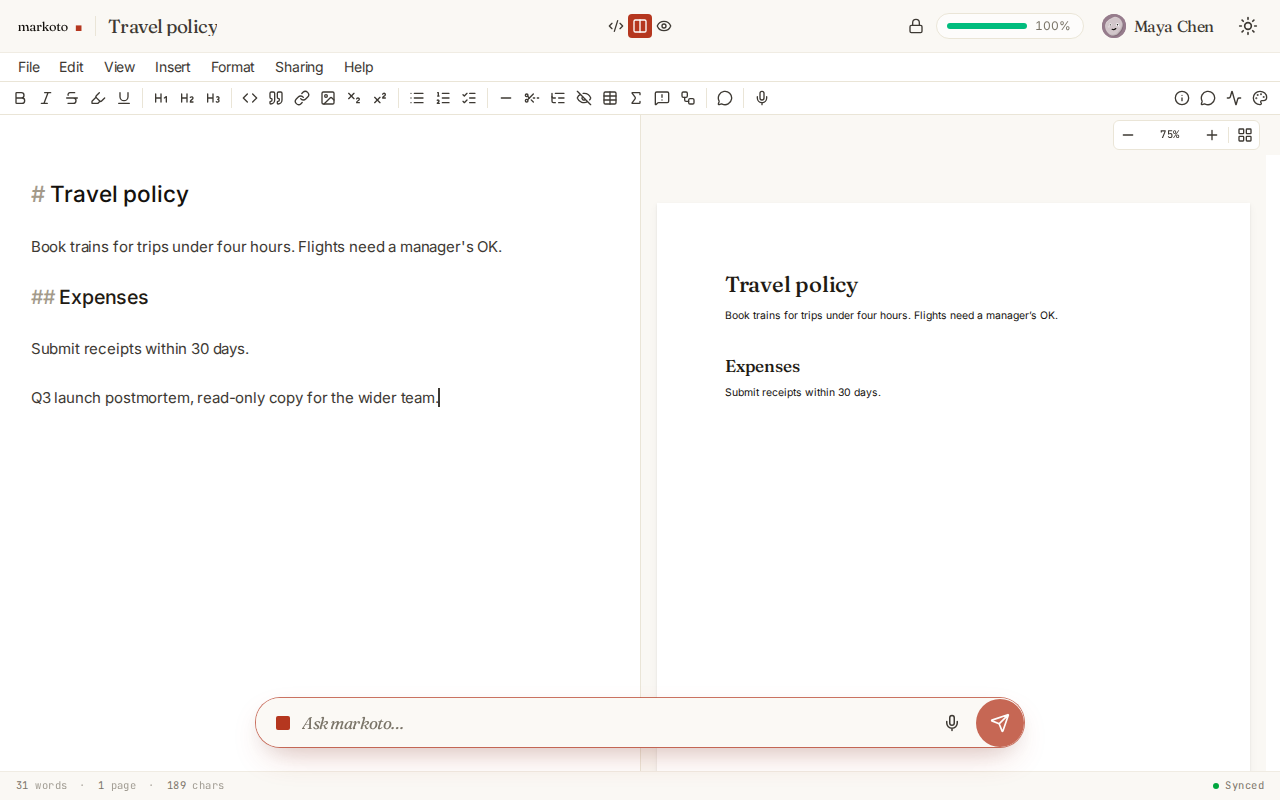 markoto
Travel policy
100%
Maya Chen
File Edit View Insert Format Sharing Help
H1 H2 H3
75%
# Travel policy
Book trains for trips under four hours. Flights need a manager's OK.
## Expenses
Submit receipts within 30 days.
Q3 launch postmortem, read-only copy for the wider team.
Travel policy
Book trains for trips under four hours. Flights need a manager’s OK.
Expenses
Submit receipts within 30 days.
Ask markoto...
31 words · 1 page · 189 chars
Synced